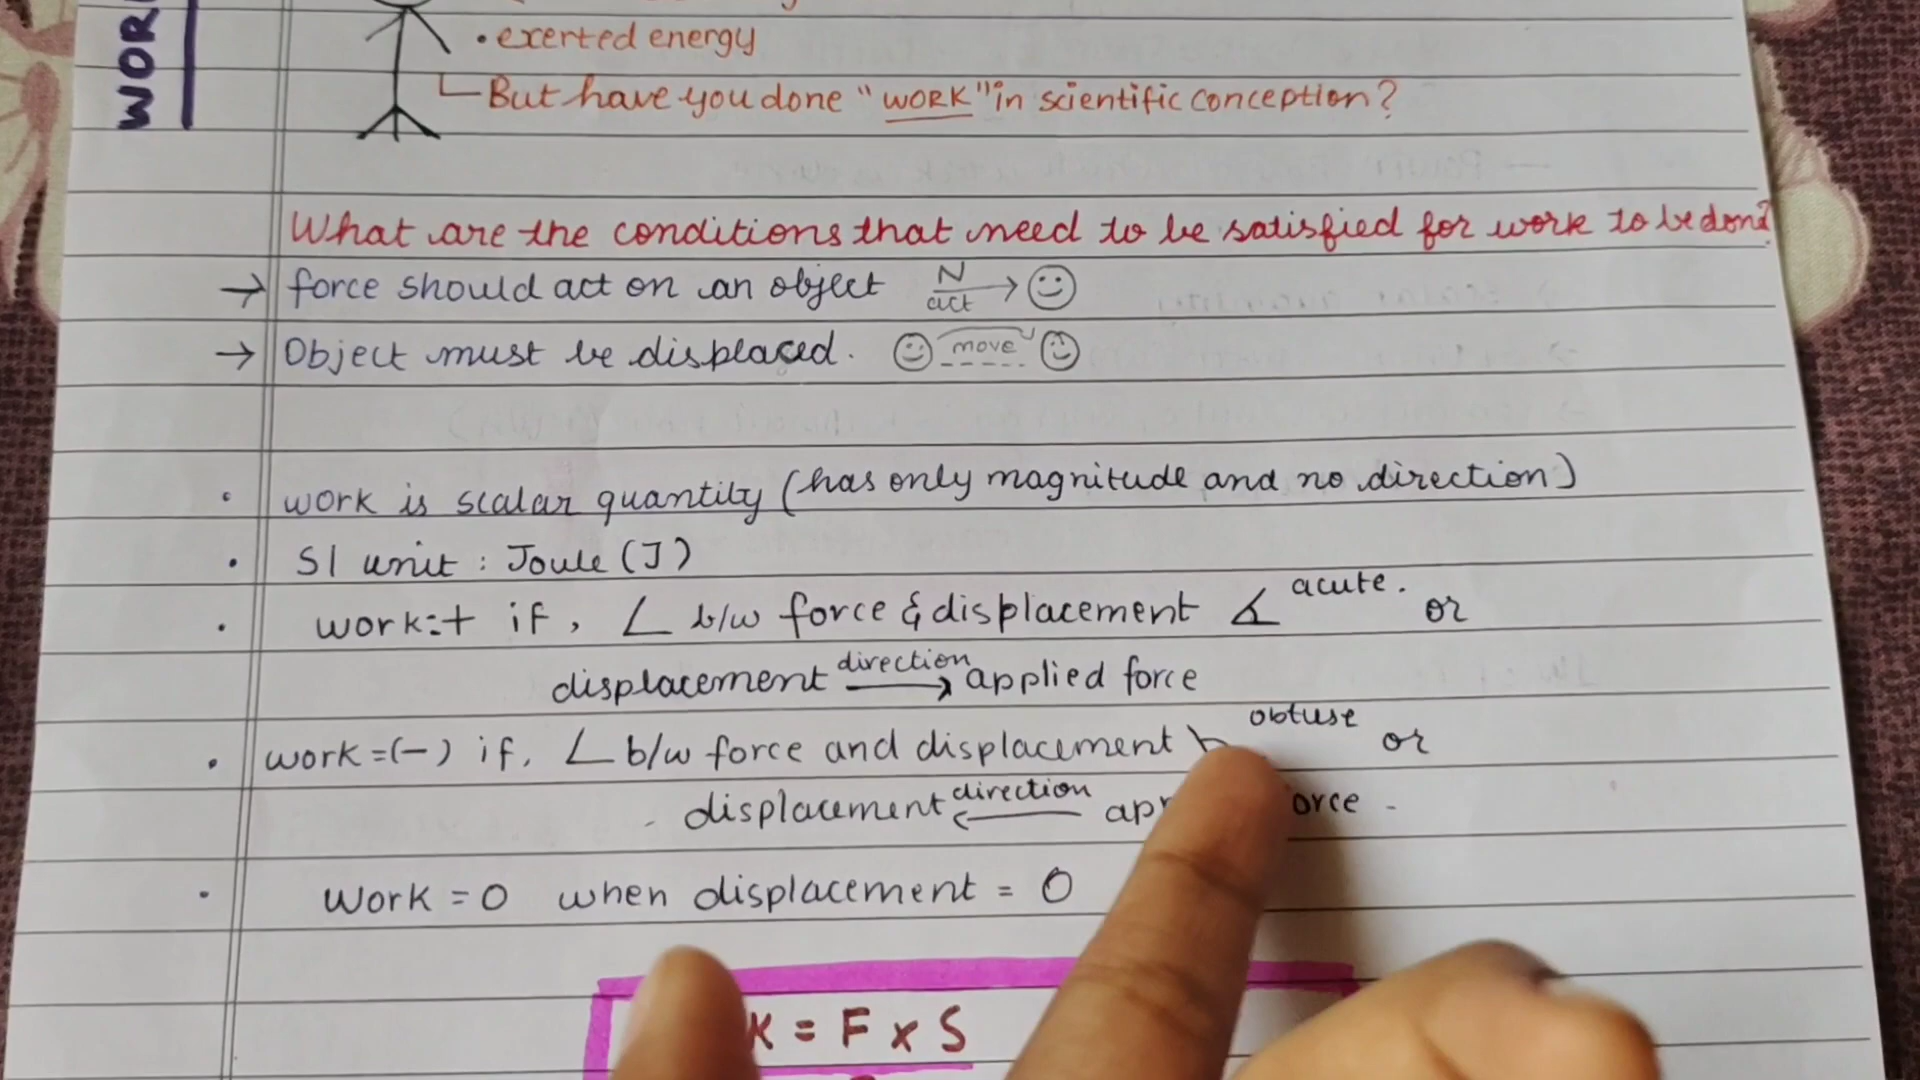 WOR
• exerted energy
But have you done "WORK" in scientific conception?
What are the conditions that need to be satisfied for work to be done?
→ force should act on an object N act →
→ Object must be displaced. move
• work is scalar quantity (has only magnitude and no direction)
• SI unit : Joule (J)
• work:+ if, ∠ b/w force & displacement acute. or
displacement direction → applied force
• work =(-) if, ∠ b/w force and displacement obtuse or
displacement direction ← orce
• Work = 0 when displacement = 0
K = F x S